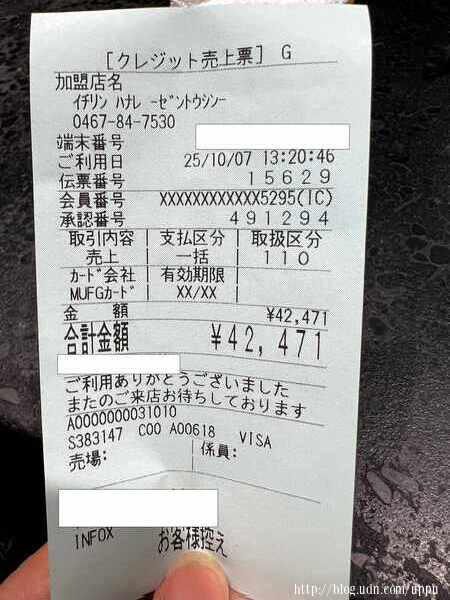 [クレジット売上票] G
加盟店名
イチリン ハナレ -ゼントウシン-
0467-84-7530
端末番号
ご利用日 25/10/07 13:20:46
伝票番号 15629
会員番号 XXXXXXXXXXXX5295(IC)
承認番号 491294
取引内容 支払区分 取扱区分
売上 一括 110
カード会社 有効期限
MUFGカード XX/XX
金 額 ¥42,471
合計金額 ¥42,471
ご利用ありがとうございました
またのご来店お待ちしております
A0000000031010
S383147 C00 A00618 VISA
売場: 係員:
INFOX お客様控え
http://blog.udn.com/upph